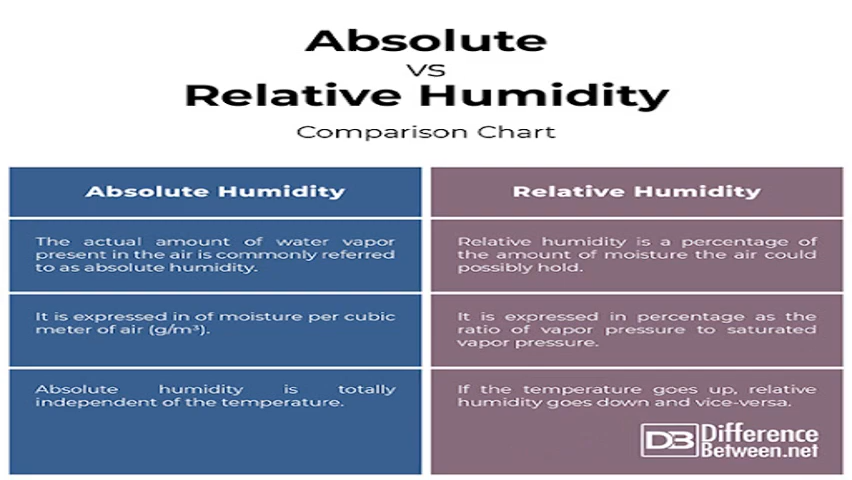 Absolute
vs
Relative Humidity
Comparison Chart
Absolute Humidity
The actual amount of water vapor
present in the air is commonly referred
to as absolute humidity.
It is expressed in of moisture per cubic
meter of air (g/m³).
Absolute humidity is totally
independent of the temperature.
Relative Humidity
Relative humidity is a percentage of
the amount of moisture the air could
possibly hold.
It is expressed in percentage as the
ratio of vapor pressure to saturated
vapor pressure.
If the temperature goes up, relative
humidity goes down and vice-versa.
DB Difference
Between.net